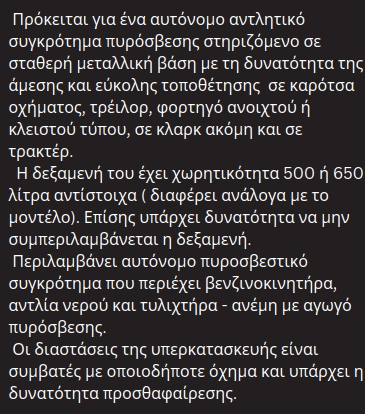 Πρόκειται για ένα αυτόνομο αντλητικό
συγκρότημα πυρόσβεσης στηριζόμενο σε
σταθερή μεταλλική βάση με τη δυνατότητα της
άμεσης και εύκολης τοποθέτησης σε καρότσα
οχήματος, τρέιλορ, φορτηγό ανοιχτού ή
κλειστού τύπου, σε κλαρκ ακόμη και σε
τρακτέρ.
Η δεξαμενή του έχει χωρητικότητα 500 ή 650
λίτρα αντίστοιχα ( διαφέρει ανάλογα με το
μοντέλο). Επίσης υπάρχει δυνατότητα να μην
συμπεριλαμβάνεται η δεξαμενή.
Περιλαμβάνει αυτόνομο πυροσβεστικό
συγκρότημα που περιέχει βενζινοκινητήρα,
αντλία νερού και τυλιχτήρα - ανέμη με αγωγό
πυρόσβεσης.
Οι διαστάσεις της υπερκατασκευής είναι
συμβατές με οποιοδήποτε όχημα και υπάρχει η
δυνατότητα προσθαφαίρεσης.